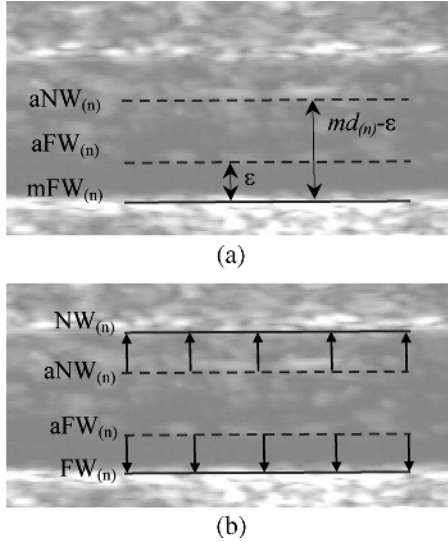 aNW(n)
aFW(n)
md(n)-ε
ε
mFW(n)
(a)
NW(n)
aNW(n)
aFW(n)
FW(n)
(b)